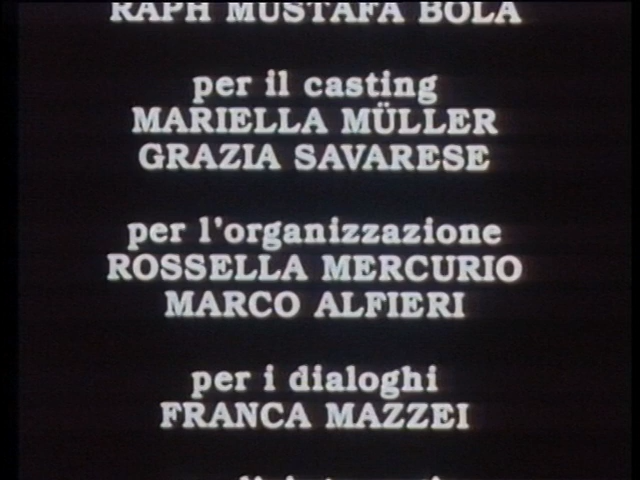 RAPH MUSTAFA BOLA
per il casting
MARIELLA MÜLLER
GRAZIA SAVARESE
per l'organizzazione
ROSSELLA MERCURIO
MARCO ALFIERI
per i dialoghi
FRANCA MAZZEI